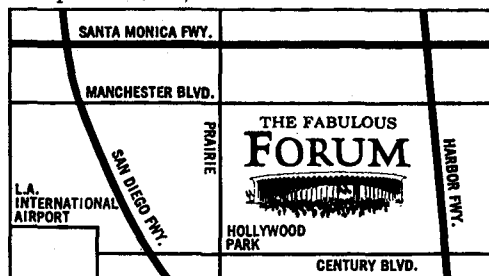 SANTA MONICA FWY.
MANCHESTER BLVD.
PRAIRIE
THE FABULOUS
FORUM
HARBOR FWY.
SAN DIEGO FWY.
L.A.
INTERNATIONAL
AIRPORT
HOLLYWOOD
PARK
CENTURY BLVD.